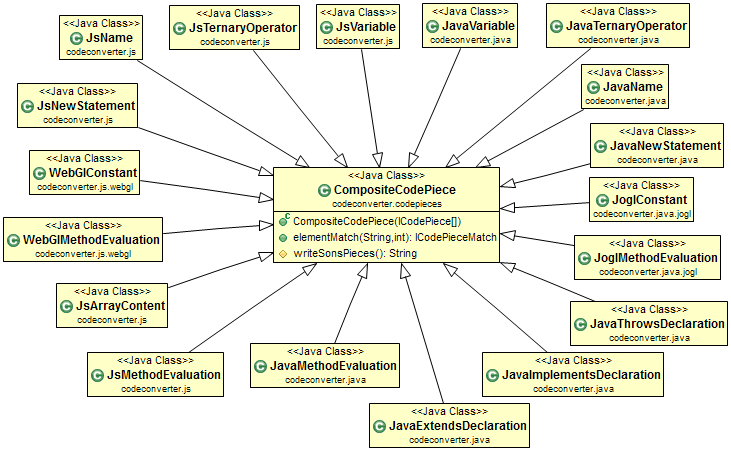 <<Java Class>>
JsName
codeconverter.js
<<Java Class>>
JsTernaryOperator
codeconverter.js
<<Java Class>>
JsVariable
codeconverter.js
<<Java Class>>
JavaVariable
codeconverter.java
<<Java Class>>
JavaTernaryOperator
codeconverter.java
<<Java Class>>
JavaName
codeconverter.java
<<Java Class>>
JsNewStatement
codeconverter.js
<<Java Class>>
JavaNewStatement
codeconverter.java
<<Java Class>>
WebGlConstant
codeconverter.js.webgl
<<Java Class>>
CompositeCodePiece
codeconverter.codepieces
CompositeCodePiece(ICodePiece[])
elementMatch(String,int): ICodePieceMatch
writeSonsPieces(): String
<<Java Class>>
JoglConstant
codeconverter.java.jogl
<<Java Class>>
WebGlMethodEvaluation
codeconverter.js.webgl
<<Java Class>>
JoglMethodEvaluation
codeconverter.java.jogl
<<Java Class>>
JsArrayContent
codeconverter.js
<<Java Class>>
JavaThrowsDeclaration
codeconverter.java
<<Java Class>>
JsMethodEvaluation
codeconverter.js
<<Java Class>>
JavaMethodEvaluation
codeconverter.java
<<Java Class>>
JavaImplementsDeclaration
codeconverter.java
<<Java Class>>
JavaExtendsDeclaration
codeconverter.java